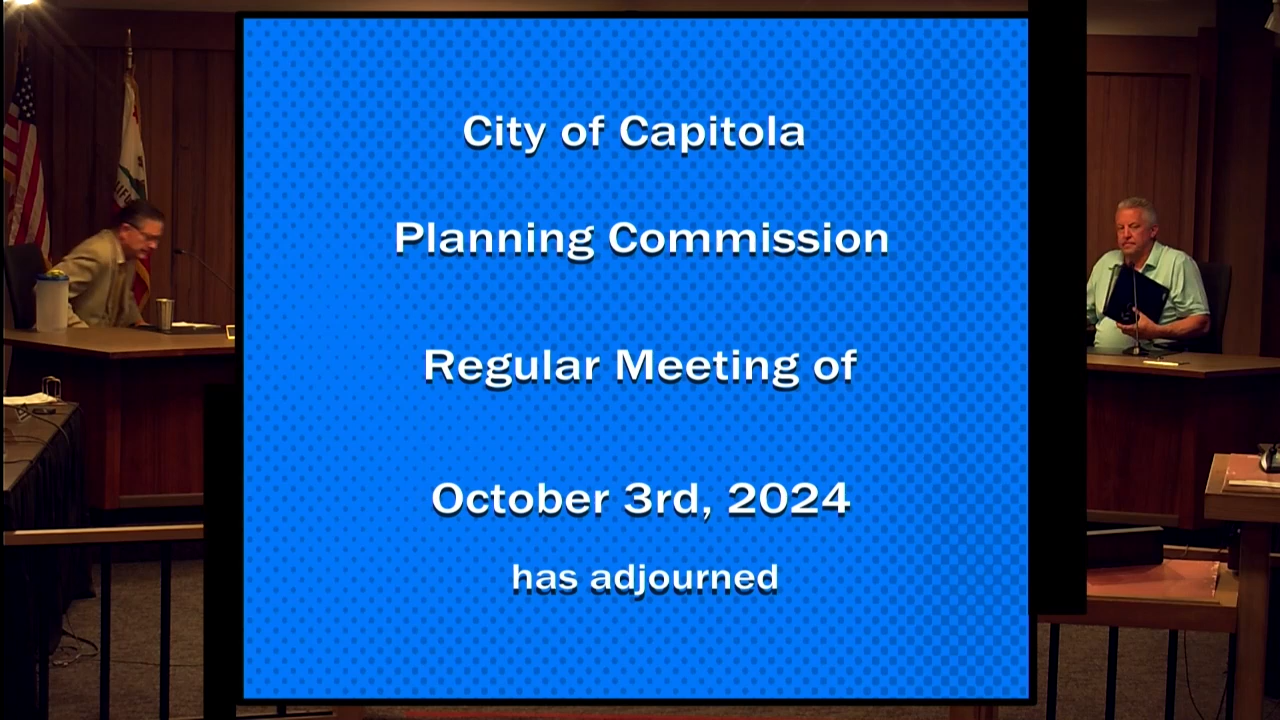 City of Capitola
Planning Commission
Regular Meeting of
October 3rd, 2024
has adjourned